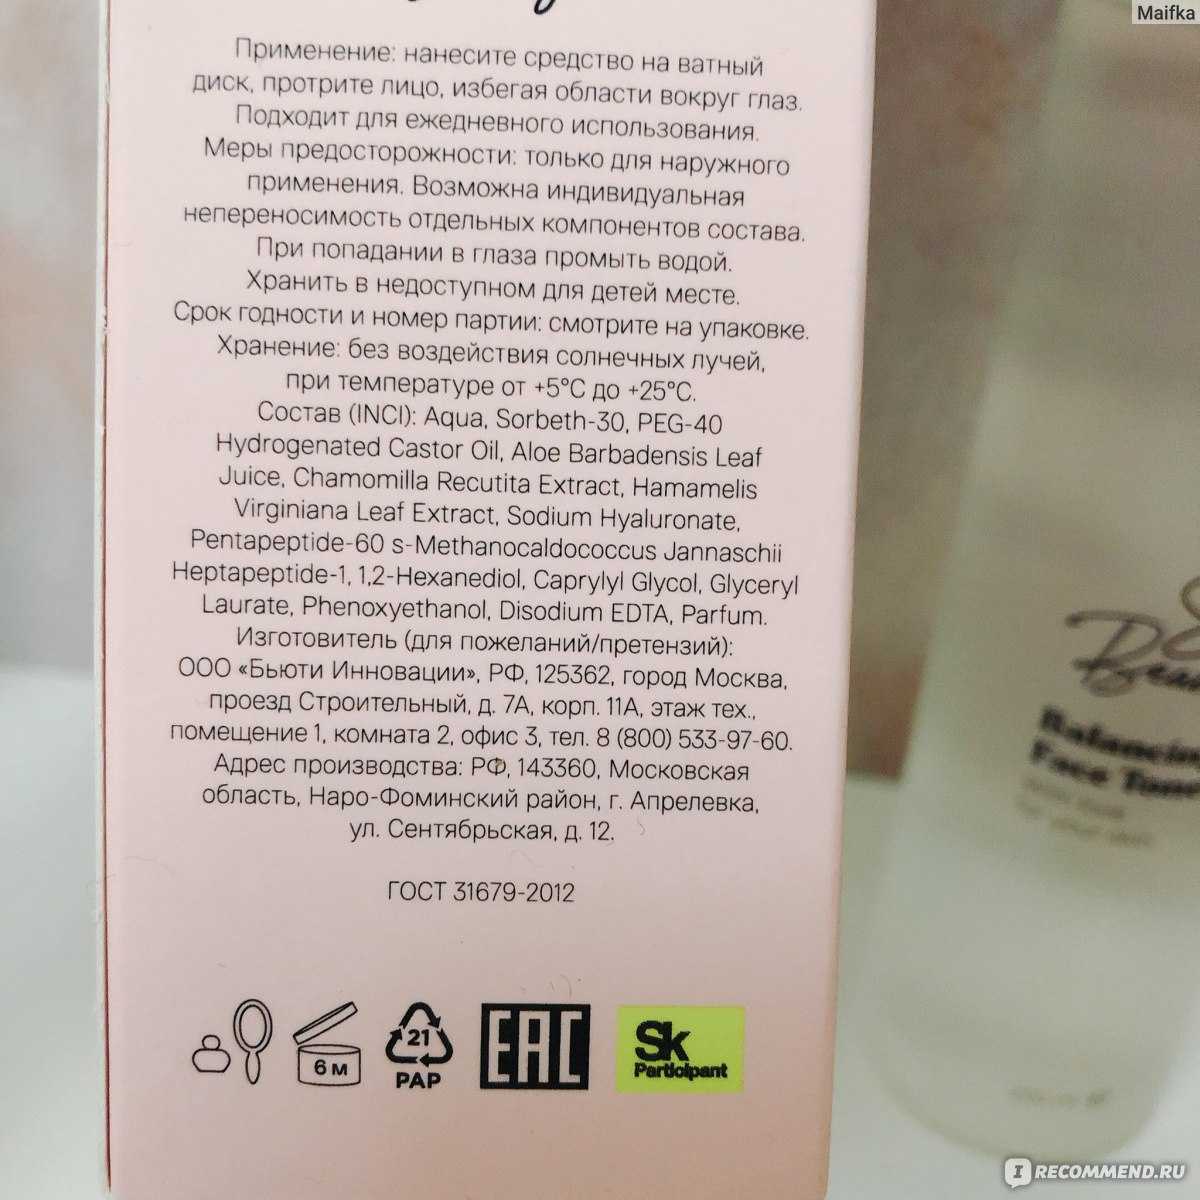 Maifka
Применение: нанесите средство на ватный
диск, протрите лицо, избегая области вокруг глаз.
Подходит для ежедневного использования.
Меры предосторожности: только для наружного
применения. Возможна индивидуальная
непереносимость отдельных компонентов состава.
При попадании в глаза промыть водой.
Хранить в недоступном для детей месте.
Срок годности и номер партии: смотрите на упаковке.
Хранение: без воздействия солнечных лучей,
при температуре от +5°C до +25°C.
Состав (INCI): Aqua, Sorbeth-30, PEG-40
Hydrogenated Castor Oil, Aloe Barbadensis Leaf
Juice, Chamomilla Recutita Extract, Hamamelis
Virginiana Leaf Extract, Sodium Hyaluronate,
Pentapeptide-60 s-Methanocaldococcus Jannaschii
Heptapeptide-1, 1,2-Hexanediol, Caprylyl Glycol, Glyceryl
Laurate, Phenoxyethanol, Disodium EDTA, Parfum.
Изготовитель (для пожеланий/претензий):
ООО «Бьюти Инновации», РФ, 125362, город Москва,
проезд Строительный, д. 7А, корп. 11А, этаж тех.,
помещение 1, комната 2, офис 3, тел. 8 (800) 533-97-60.
Адрес производства: РФ, 143360, Московская
область, Наро-Фоминский район, г. Апрелевка,
ул. Сентябрьская, д. 12.
ГОСТ 31679-2012
6 м
21
PAP
EAC
Sk
Participant
Balancing
Face Tone
I RECOMMEND.RU